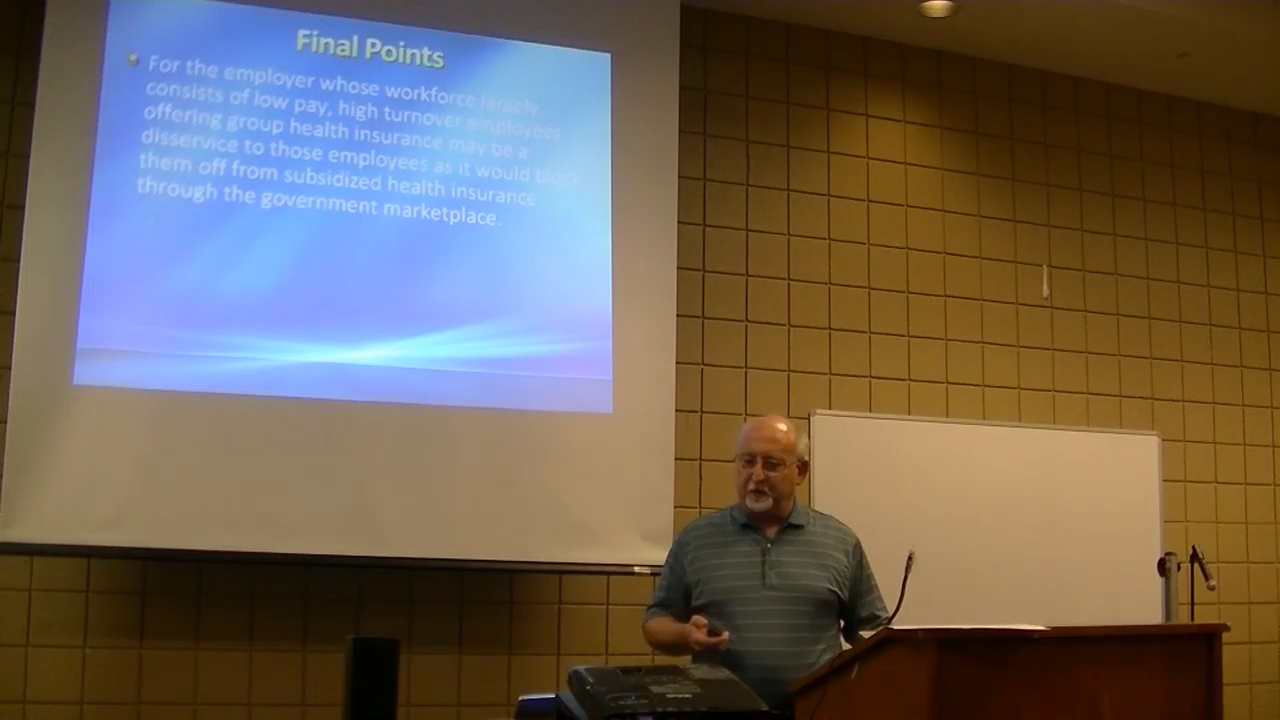 Final Points
For the employer whose workforce largely
consists of low pay, high turnover employees
offering group health insurance may be a
disservice to those employees as it would block
them off from subsidized health insurance
through the government marketplace.